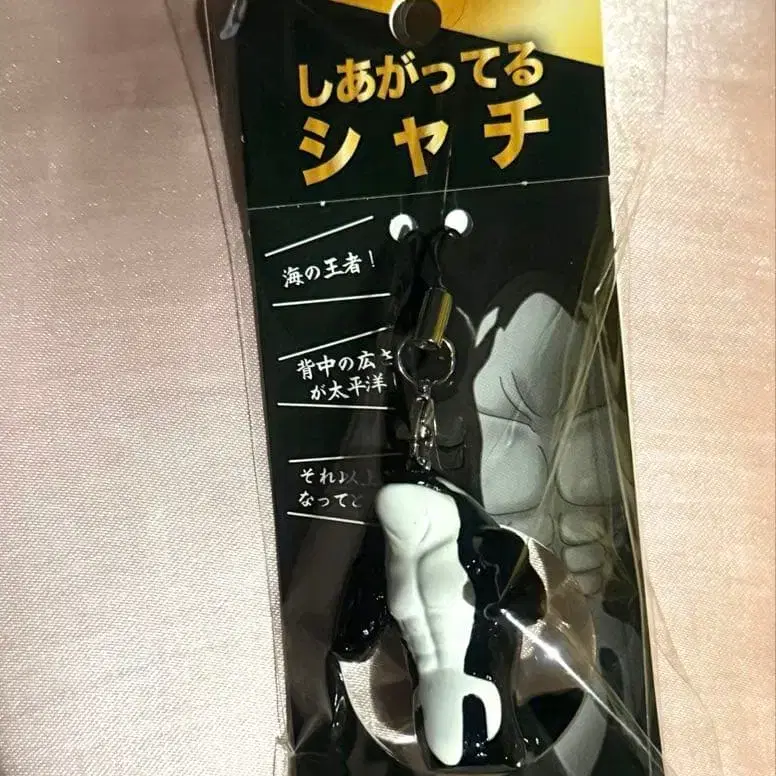 しあがってる
シャチ
海の王者！
背中の広さ
が太平洋
それ以上
なってど